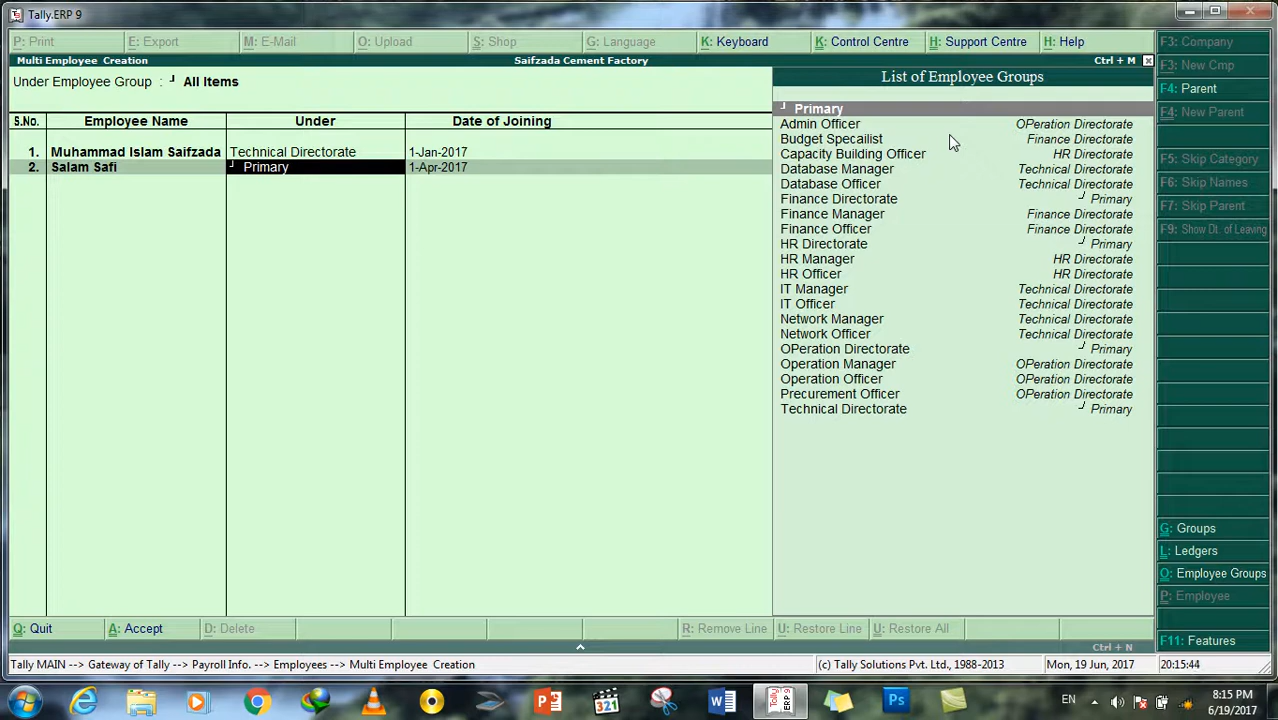 Tally.ERP 9
P: Print E: Export M: E-Mail O: Upload S: Shop G: Language K: Keyboard K: Control Centre H: Support Centre H: Help
Multi Employee Creation Saifzada Cement Factory Ctrl + M
Under Employee Group : ┘ All Items
S.No. Employee Name Under Date of Joining
1. Muhammad Islam Saifzada Technical Directorate 1-Jan-2017
2. Salam Safi ┘ Primary 1-Apr-2017
List of Employee Groups
┘ Primary
Admin Officer OPeration Directorate
Budget Specailist Finance Directorate
Capacity Building Officer HR Directorate
Database Manager Technical Directorate
Database Officer Technical Directorate
Finance Directorate ┘ Primary
Finance Manager Finance Directorate
Finance Officer Finance Directorate
HR Directorate ┘ Primary
HR Manager HR Directorate
HR Officer HR Directorate
IT Manager Technical Directorate
IT Officer Technical Directorate
Network Manager Technical Directorate
Network Officer Technical Directorate
OPeration Directorate ┘ Primary
Operation Manager OPeration Directorate
Operation Officer OPeration Directorate
Procurement Officer OPeration Directorate
Technical Directorate ┘ Primary
F3: Company
F3: New Cmp
F4: Parent
F4: New Parent
F5: Skip Category
F6: Skip Names
F7: Skip Parent
F9: Show Dt. of Leaving
G: Groups
L: Ledgers
O: Employee Groups
P: Employee
F11: Features
Q: Quit A: Accept D: Delete R: Remove Line U: Restore Line U: Restore All
Ctrl + N
Tally MAIN --> Gateway of Tally --> Payroll Info. --> Employees --> Multi Employee Creation (c) Tally Solutions Pvt. Ltd., 1988-2013 Mon, 19 Jun, 2017 20:15:44
EN 8:15 PM
6/19/2017